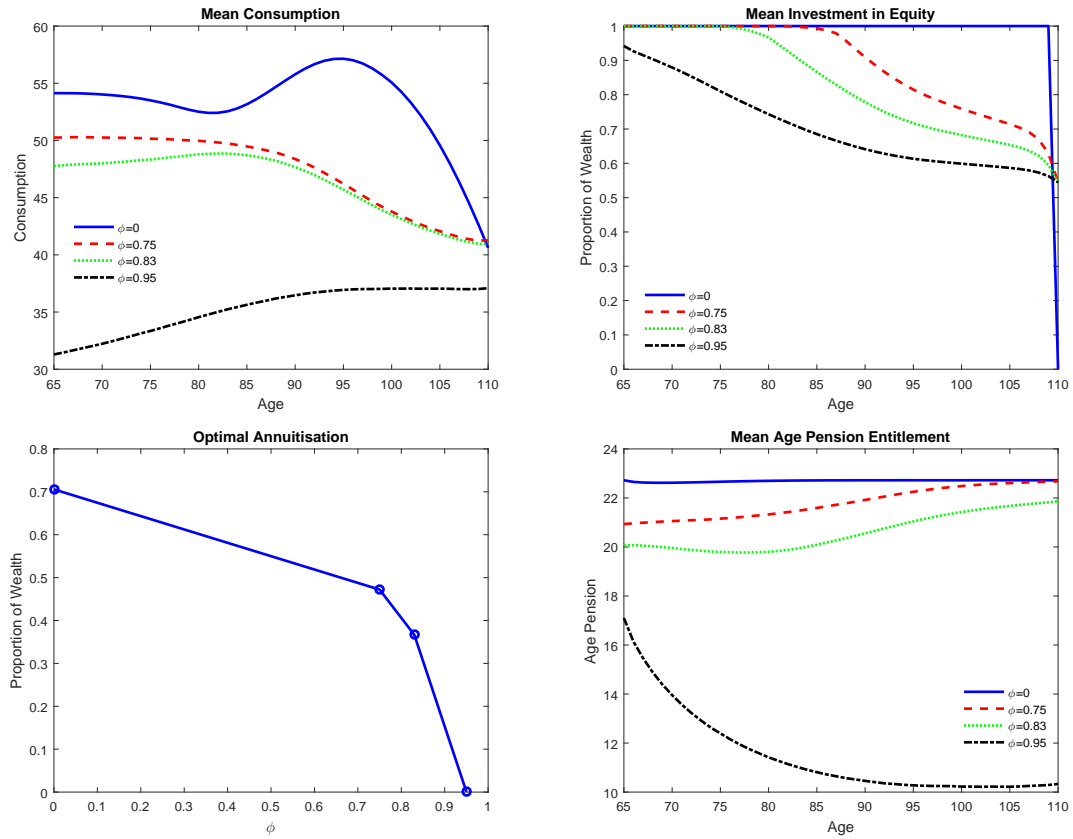 Mean Consumption
60
55
50
45
40
35
30
Consumption
φ=0
φ=0.75
φ=0.83
φ=0.95
65 70 75 80 85 90 95 100 105 110
Age
Mean Investment in Equity
1
0.9
0.8
0.7
0.6
0.5
0.4
0.3
0.2
0.1
0
Proportion of Wealth
φ=0
φ=0.75
φ=0.83
φ=0.95
65 70 75 80 85 90 95 100 105 110
Age
Optimal Annuitisation
0.8
0.7
0.6
0.5
0.4
0.3
0.2
0.1
0
Proportion of Wealth
0 0.1 0.2 0.3 0.4 0.5 0.6 0.7 0.8 0.9 1
φ
Mean Age Pension Entitlement
24
22
20
18
16
14
12
10
Age Pension
φ=0
φ=0.75
φ=0.83
φ=0.95
65 70 75 80 85 90 95 100 105 110
Age